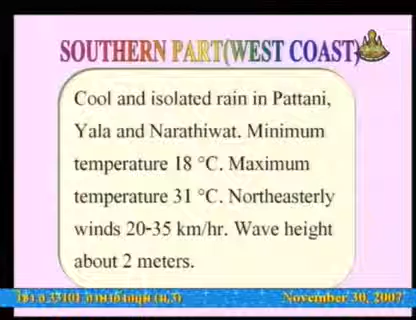 SOUTHERN PART(WEST COAST)
Cool and isolated rain in Pattani,
Yala and Narathiwat. Minimum
temperature 18 °C. Maximum
temperature 31 °C. Northeasterly
winds 20-35 km/hr. Wave height
about 2 meters.
November 30, 2007